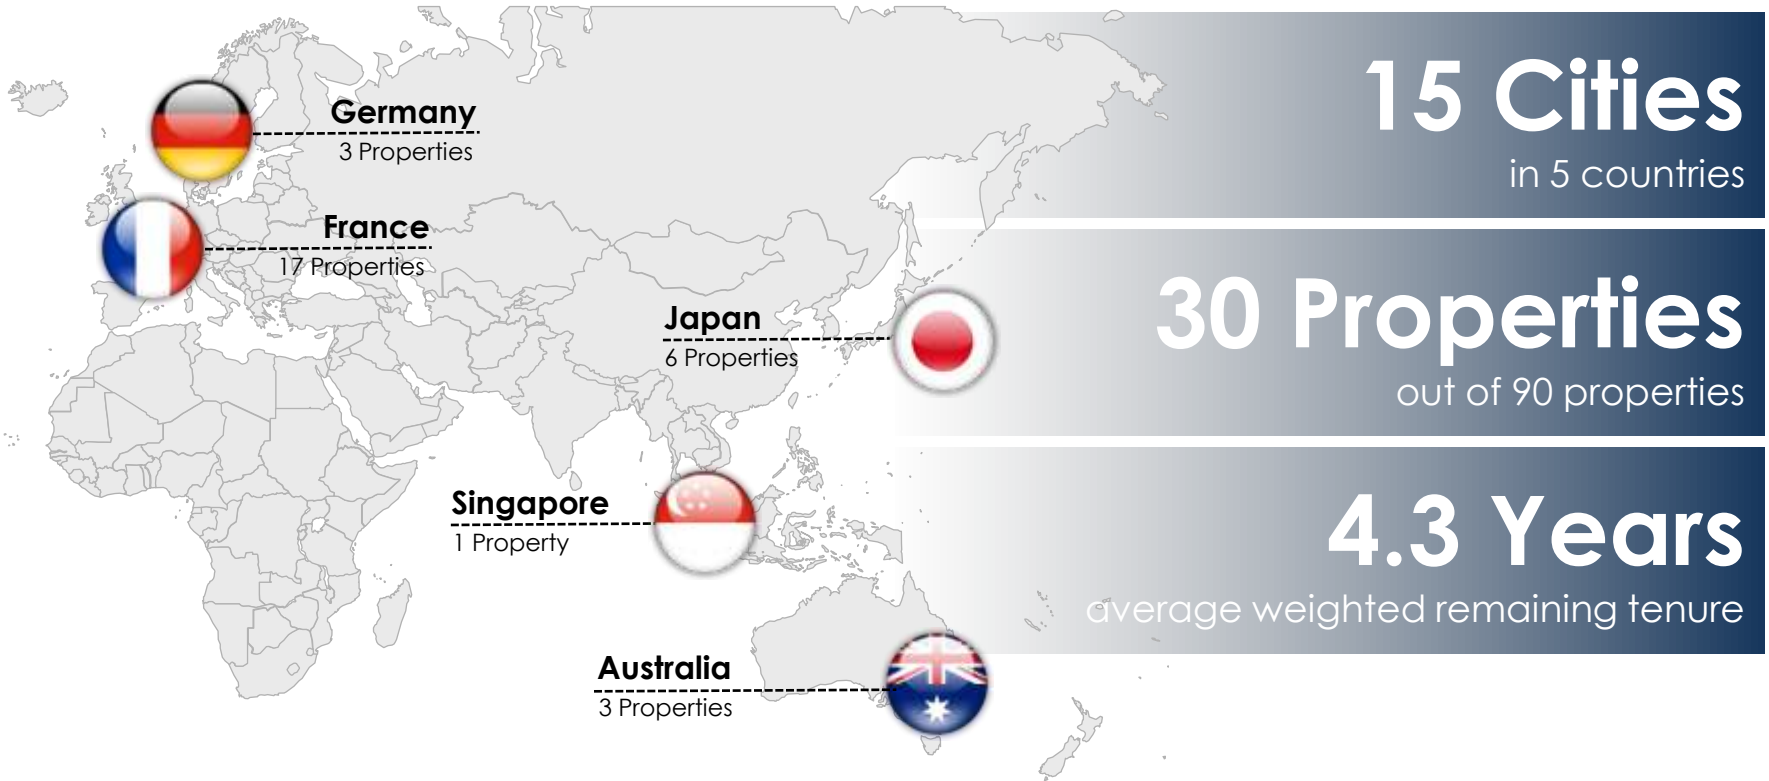 Germany
3 Properties
France
17 Properties
Japan
6 Properties
Singapore
1 Property
Australia
3 Properties
15 Cities
in 5 countries
30 Properties
out of 90 properties
4.3 Years
average weighted remaining tenure